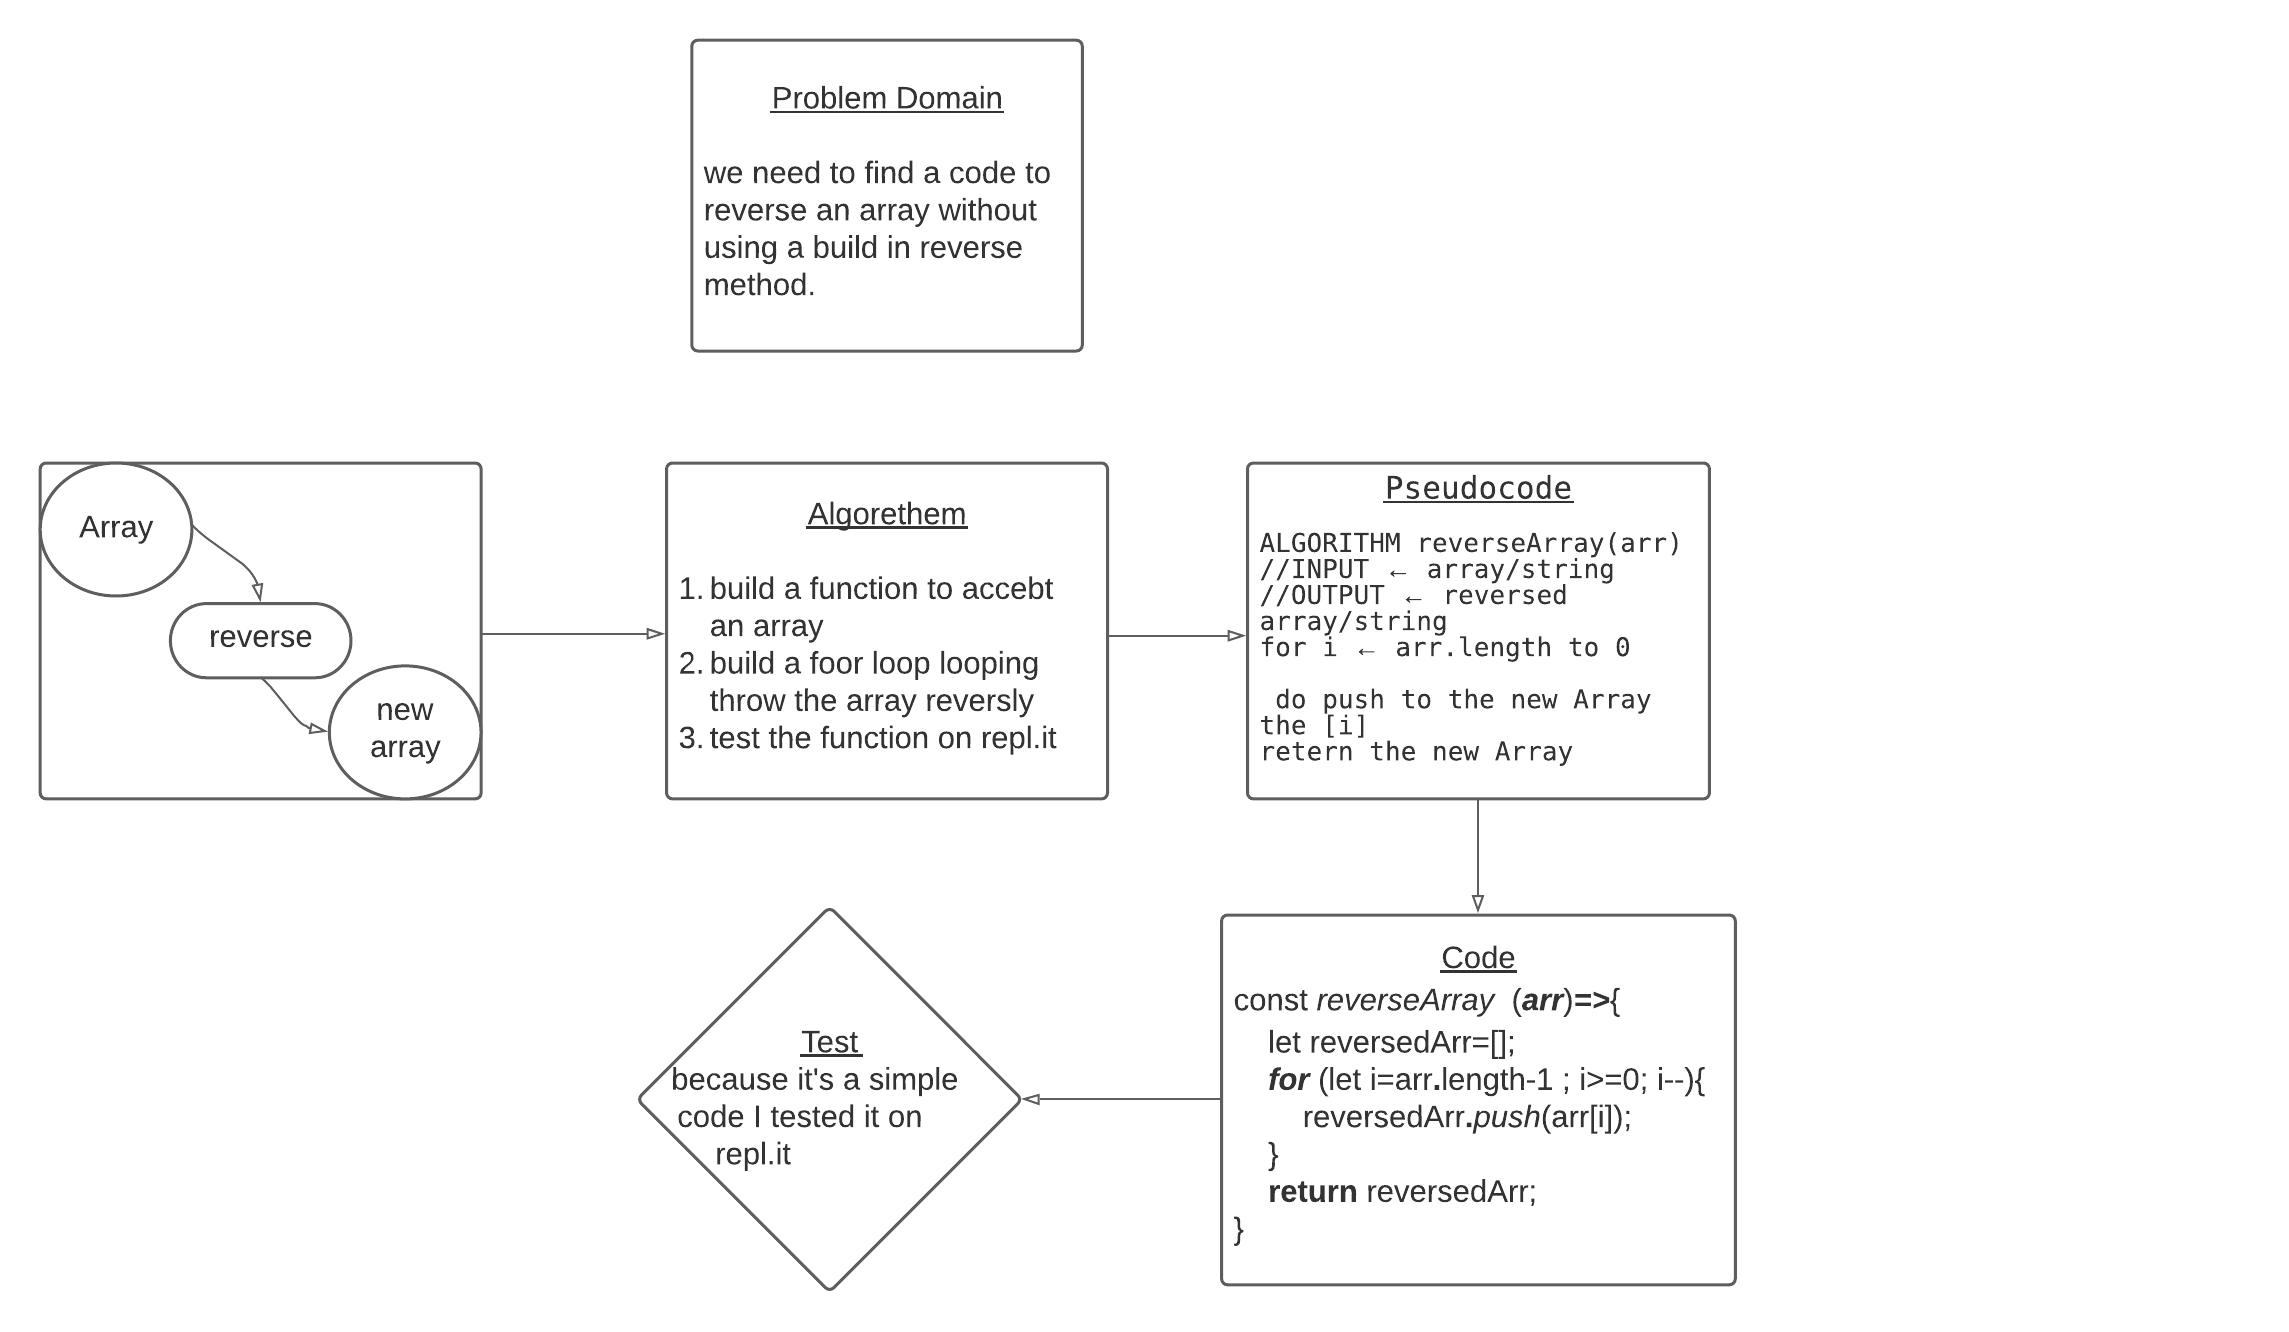 Problem Domain
we need to find a code to
reverse an array without
using a build in reverse
method.
Array
reverse
new
array
Algorethem
1. build a function to accebt
an array
2. build a foor loop looping
throw the array reversly
3. test the function on repl.it
Pseudocode
ALGORITHM reverseArray(arr)
//INPUT ← array/string
//OUTPUT ← reversed
array/string
for i ← arr.length to 0
do push to the new Array
the [i]
retern the new Array
Code
const reverseArray  (arr)=>{
let reversedArr=[];
for (let i=arr.length-1 ; i>=0; i--){
reversedArr.push(arr[i]);
}
return reversedArr;
}
Test
because it's a simple
code I tested it on
repl.it